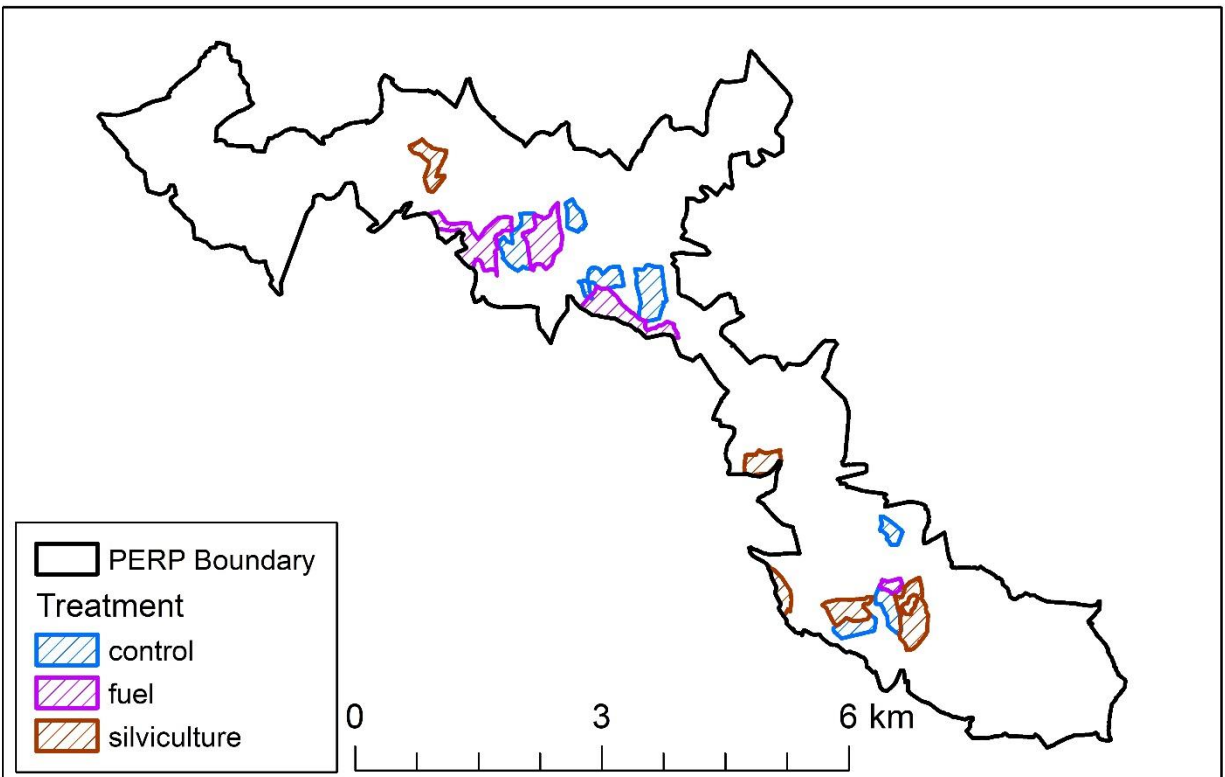 PERP Boundary
Treatment
control
fuel
silviculture
0 3 6 km